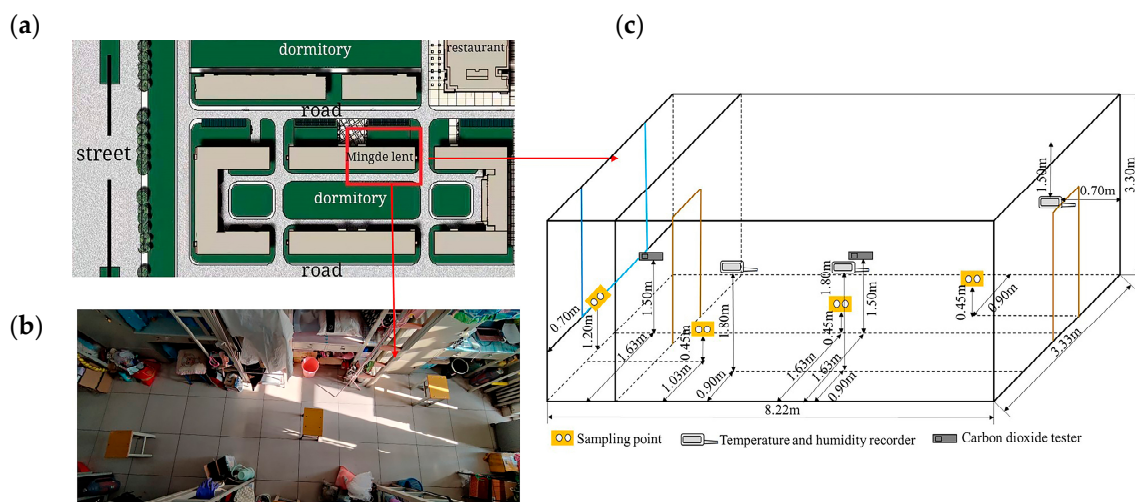 (a)
dormitory
restaurant
road
street
Mingde lent
dormitory
road
(b)
(c)
1.50m
0.70m
3.30m
0.70m
1.20m
1.50m
1.63m
0.45m
1.80m
1.03m
0.90m
1.80m
0.45m
1.50m
1.63m
1.63m
0.90m
0.45m
0.90m
3.33m
8.22m
Sampling point
Temperature and humidity recorder
Carbon dioxide tester